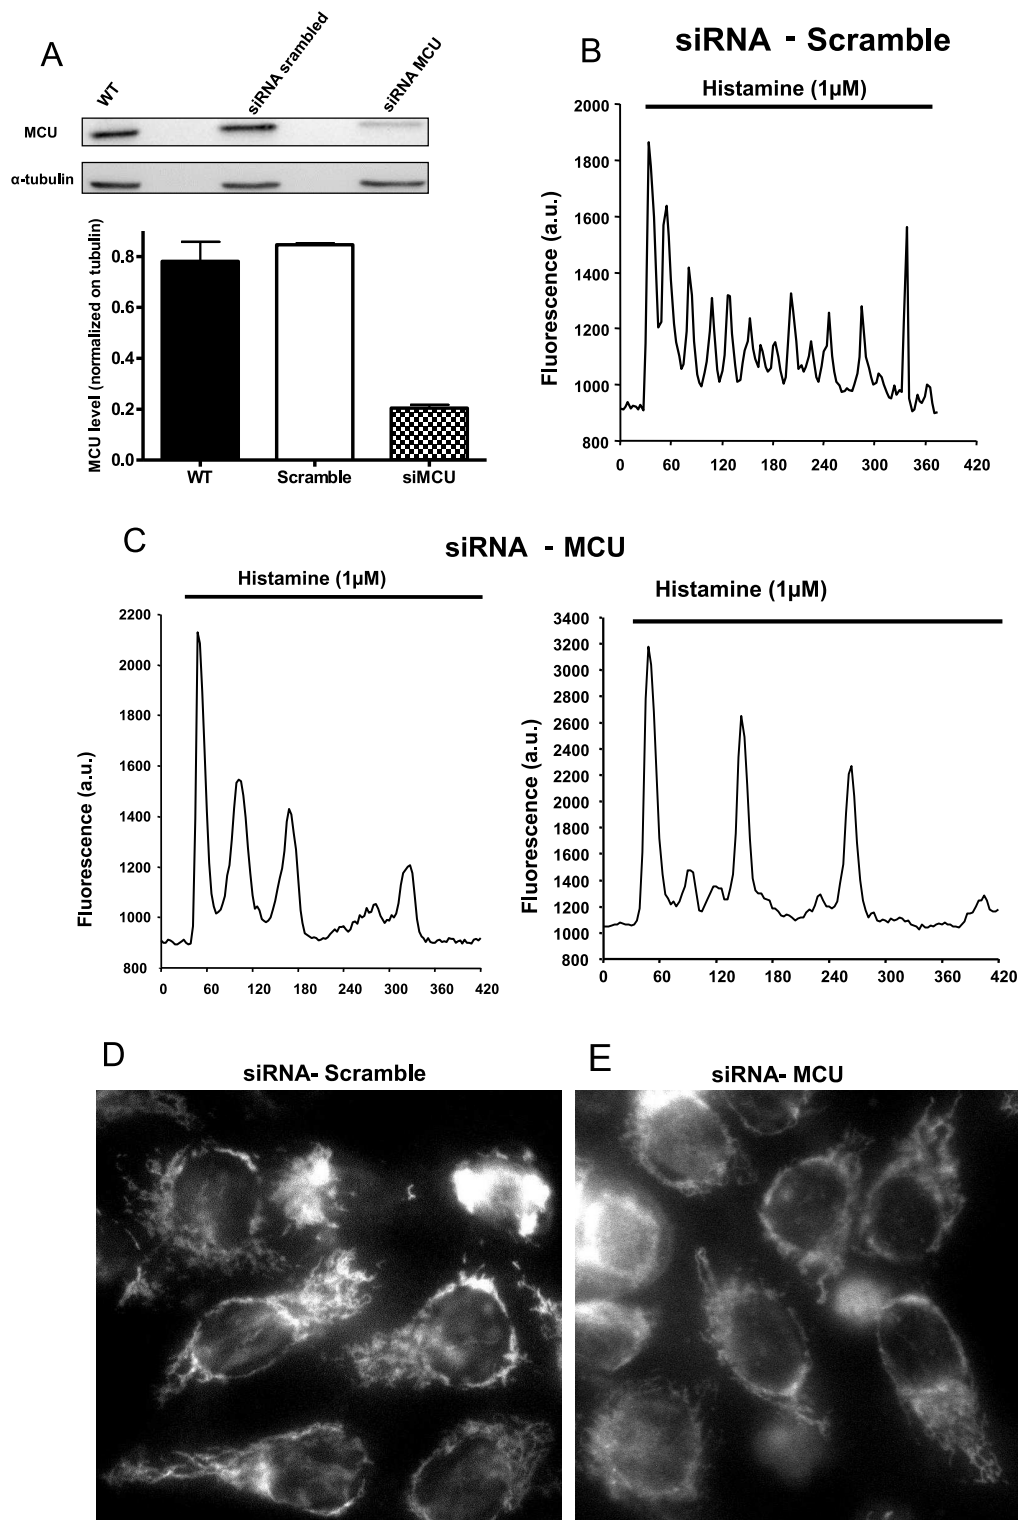 A
WT
siRNA srambled
siRNA MCU
MCU
α-tubulin
MCU level (normalized on tubulin)
0.8
0.6
0.4
0.2
0.0
WT
Scramble
siMCU
B
siRNA - Scramble
Histamine (1µM)
Fluorescence (a.u.)
2000
1800
1600
1400
1200
1000
800
0 60 120 180 240 300 360 420
C
siRNA - MCU
Histamine (1µM)
Fluorescence (a.u.)
2200
2000
1800
1600
1400
1200
1000
800
0 60 120 180 240 300 360 420
Histamine (1µM)
Fluorescence (a.u.)
3400
3200
3000
2800
2600
2400
2200
2000
1800
1600
1400
1200
1000
800
0 60 120 180 240 300 360 420
D
siRNA- Scramble
E
siRNA- MCU